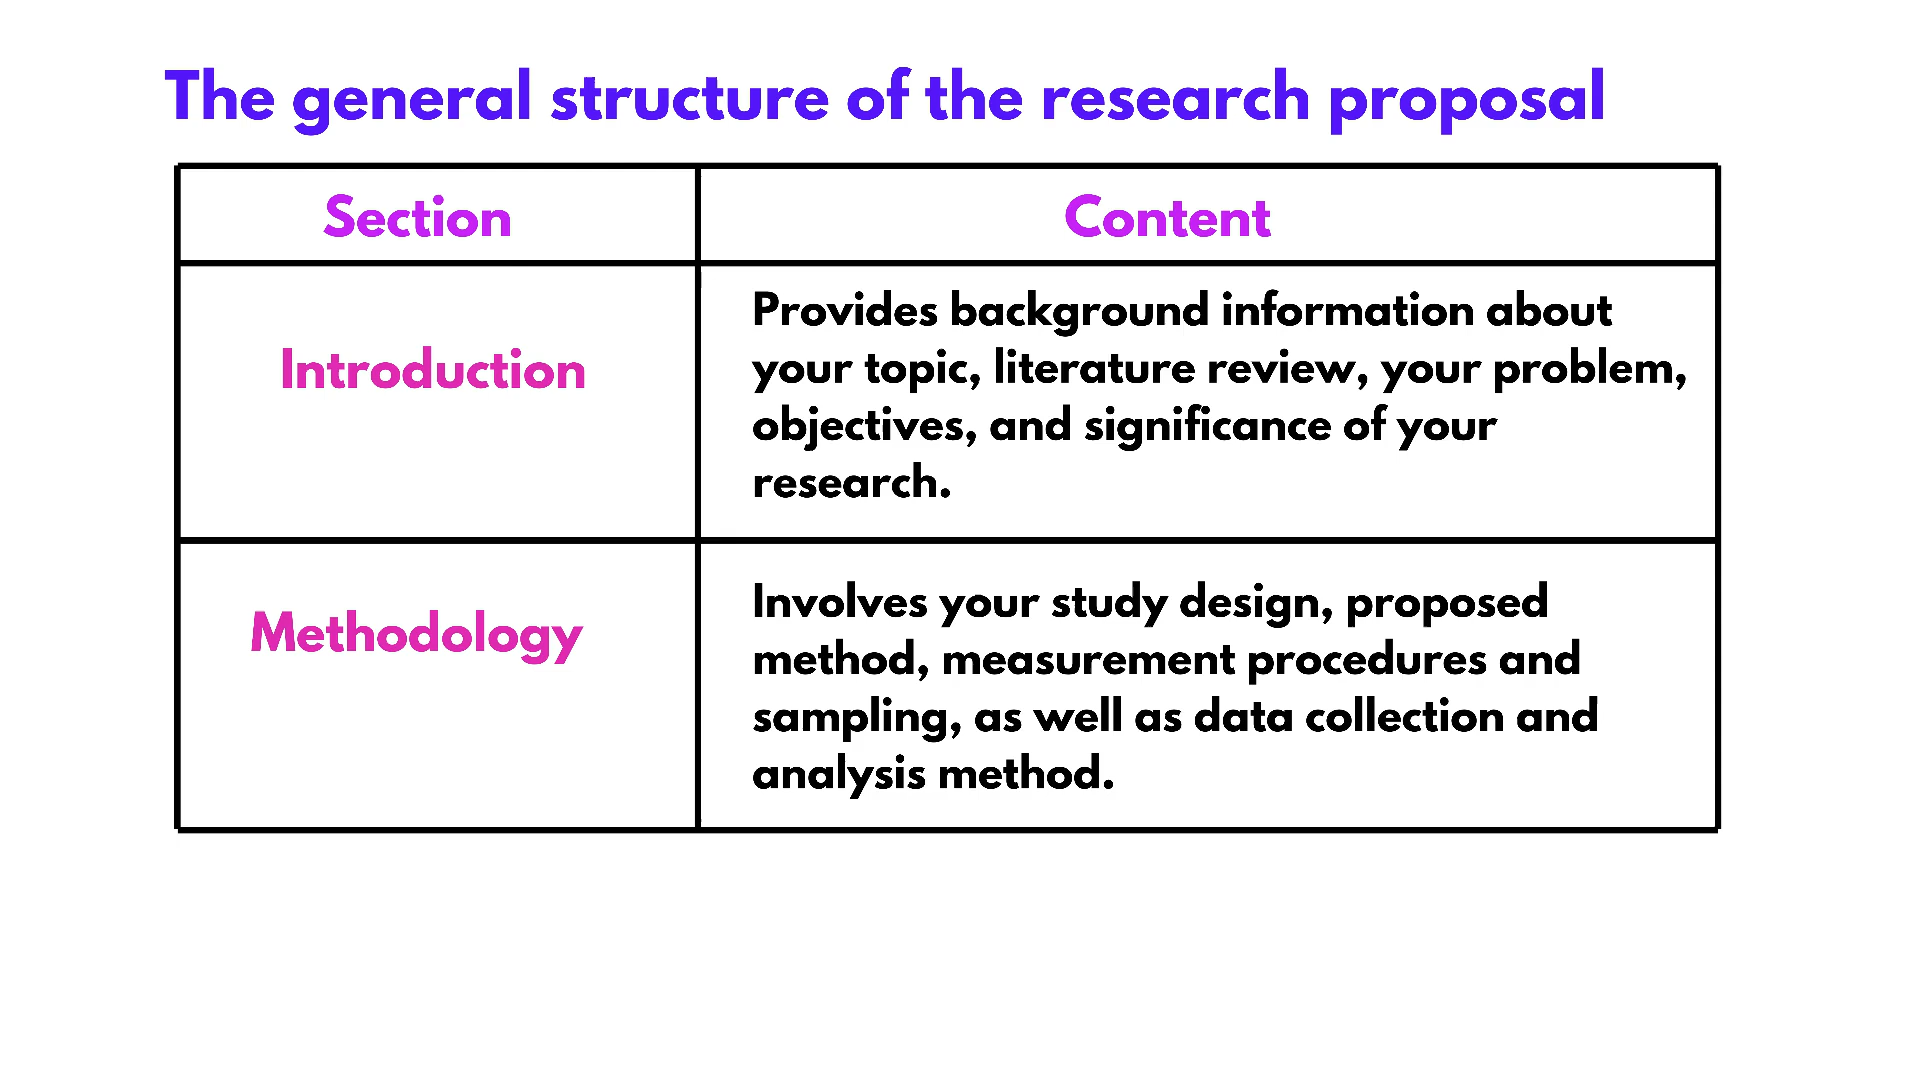 The general structure of the research proposal
Section
Content
Introduction
Provides background information about
your topic, literature review, your problem,
objectives, and significance of your
research.
Methodology
Involves your study design, proposed
method, measurement procedures and
sampling, as well as data collection and
analysis method.